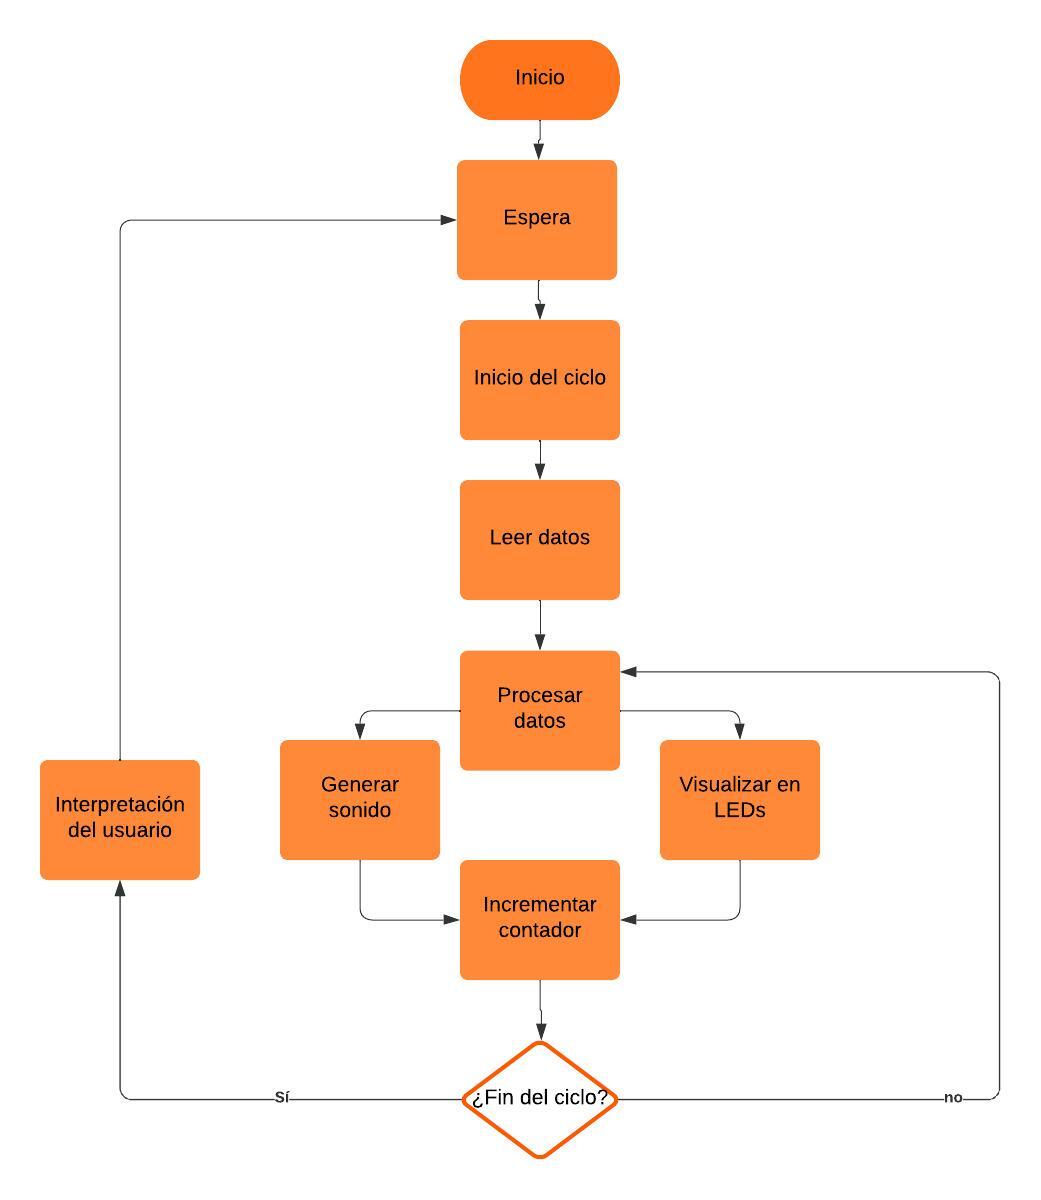 Inicio
Espera
Inicio del ciclo
Leer datos
Procesar
datos
Generar
sonido
Visualizar en
LEDs
Interpretación
del usuario
Incrementar
contador
¿Fin del ciclo?
Sí
no